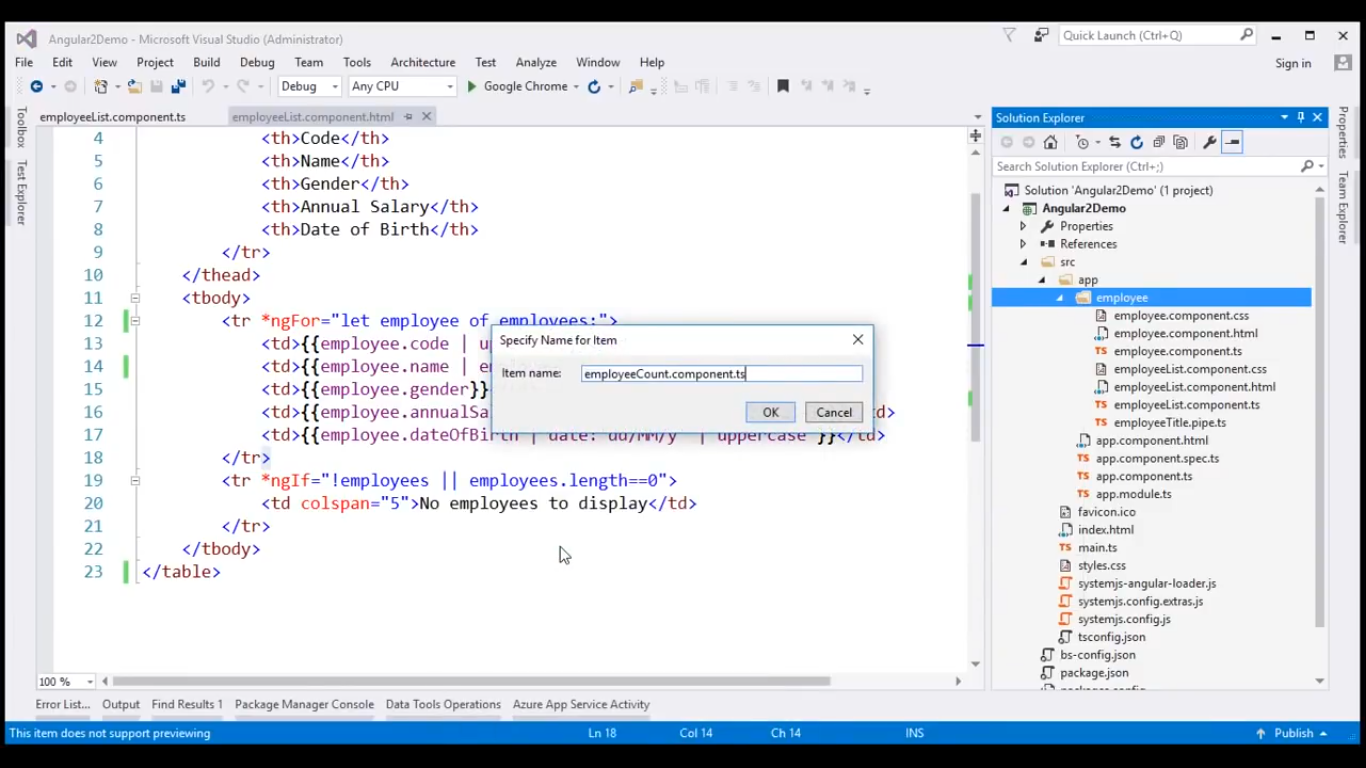 Angular2Demo - Microsoft Visual Studio (Administrator)
Quick Launch (Ctrl+Q)
File Edit View Project Build Debug Team Tools Architecture Test Analyze Window Help
Sign in
Debug Any CPU Google Chrome
Toolbox
Test Explorer
employeeList.component.ts employeeList.component.html
4 <th>Code</th>
5 <th>Name</th>
6 <th>Gender</th>
7 <th>Annual Salary</th>
8 <th>Date of Birth</th>
9 </tr>
10 </thead>
11 <tbody>
12 <tr *ngFor="let employee of employees;">
13 <td>{{employee.code | up
14 <td>{{employee.name | em
15 <td>{{employee.gender}}
16 <td>{{employee.annualSa d>
17 <td>{{employee.dateOfBirth | date: dd/MM/y | uppercase }}</td>
18 </tr>
19 <tr *ngIf="!employees || employees.length==0">
20 <td colspan="5">No employees to display</td>
21 </tr>
22 </tbody>
23 </table>
Specify Name for Item
Item name: employeeCount.component.ts
OK Cancel
100 %
Solution Explorer
Search Solution Explorer (Ctrl+;)
Solution 'Angular2Demo' (1 project)
Angular2Demo
Properties
References
src
app
employee
employee.component.css
employee.component.html
TS employee.component.ts
employeeList.component.css
employeeList.component.html
TS employeeList.component.ts
TS employeeTitle.pipe.ts
app.component.html
TS app.component.spec.ts
TS app.component.ts
TS app.module.ts
favicon.ico
index.html
TS main.ts
styles.css
systemjs-angular-loader.js
systemjs.config.extras.js
systemjs.config.js
tsconfig.json
bs-config.json
package.json
Properties
Team Explorer
Error List... Output Find Results 1 Package Manager Console Data Tools Operations Azure App Service Activity
This item does not support previewing Ln 18 Col 14 Ch 14 INS Publish